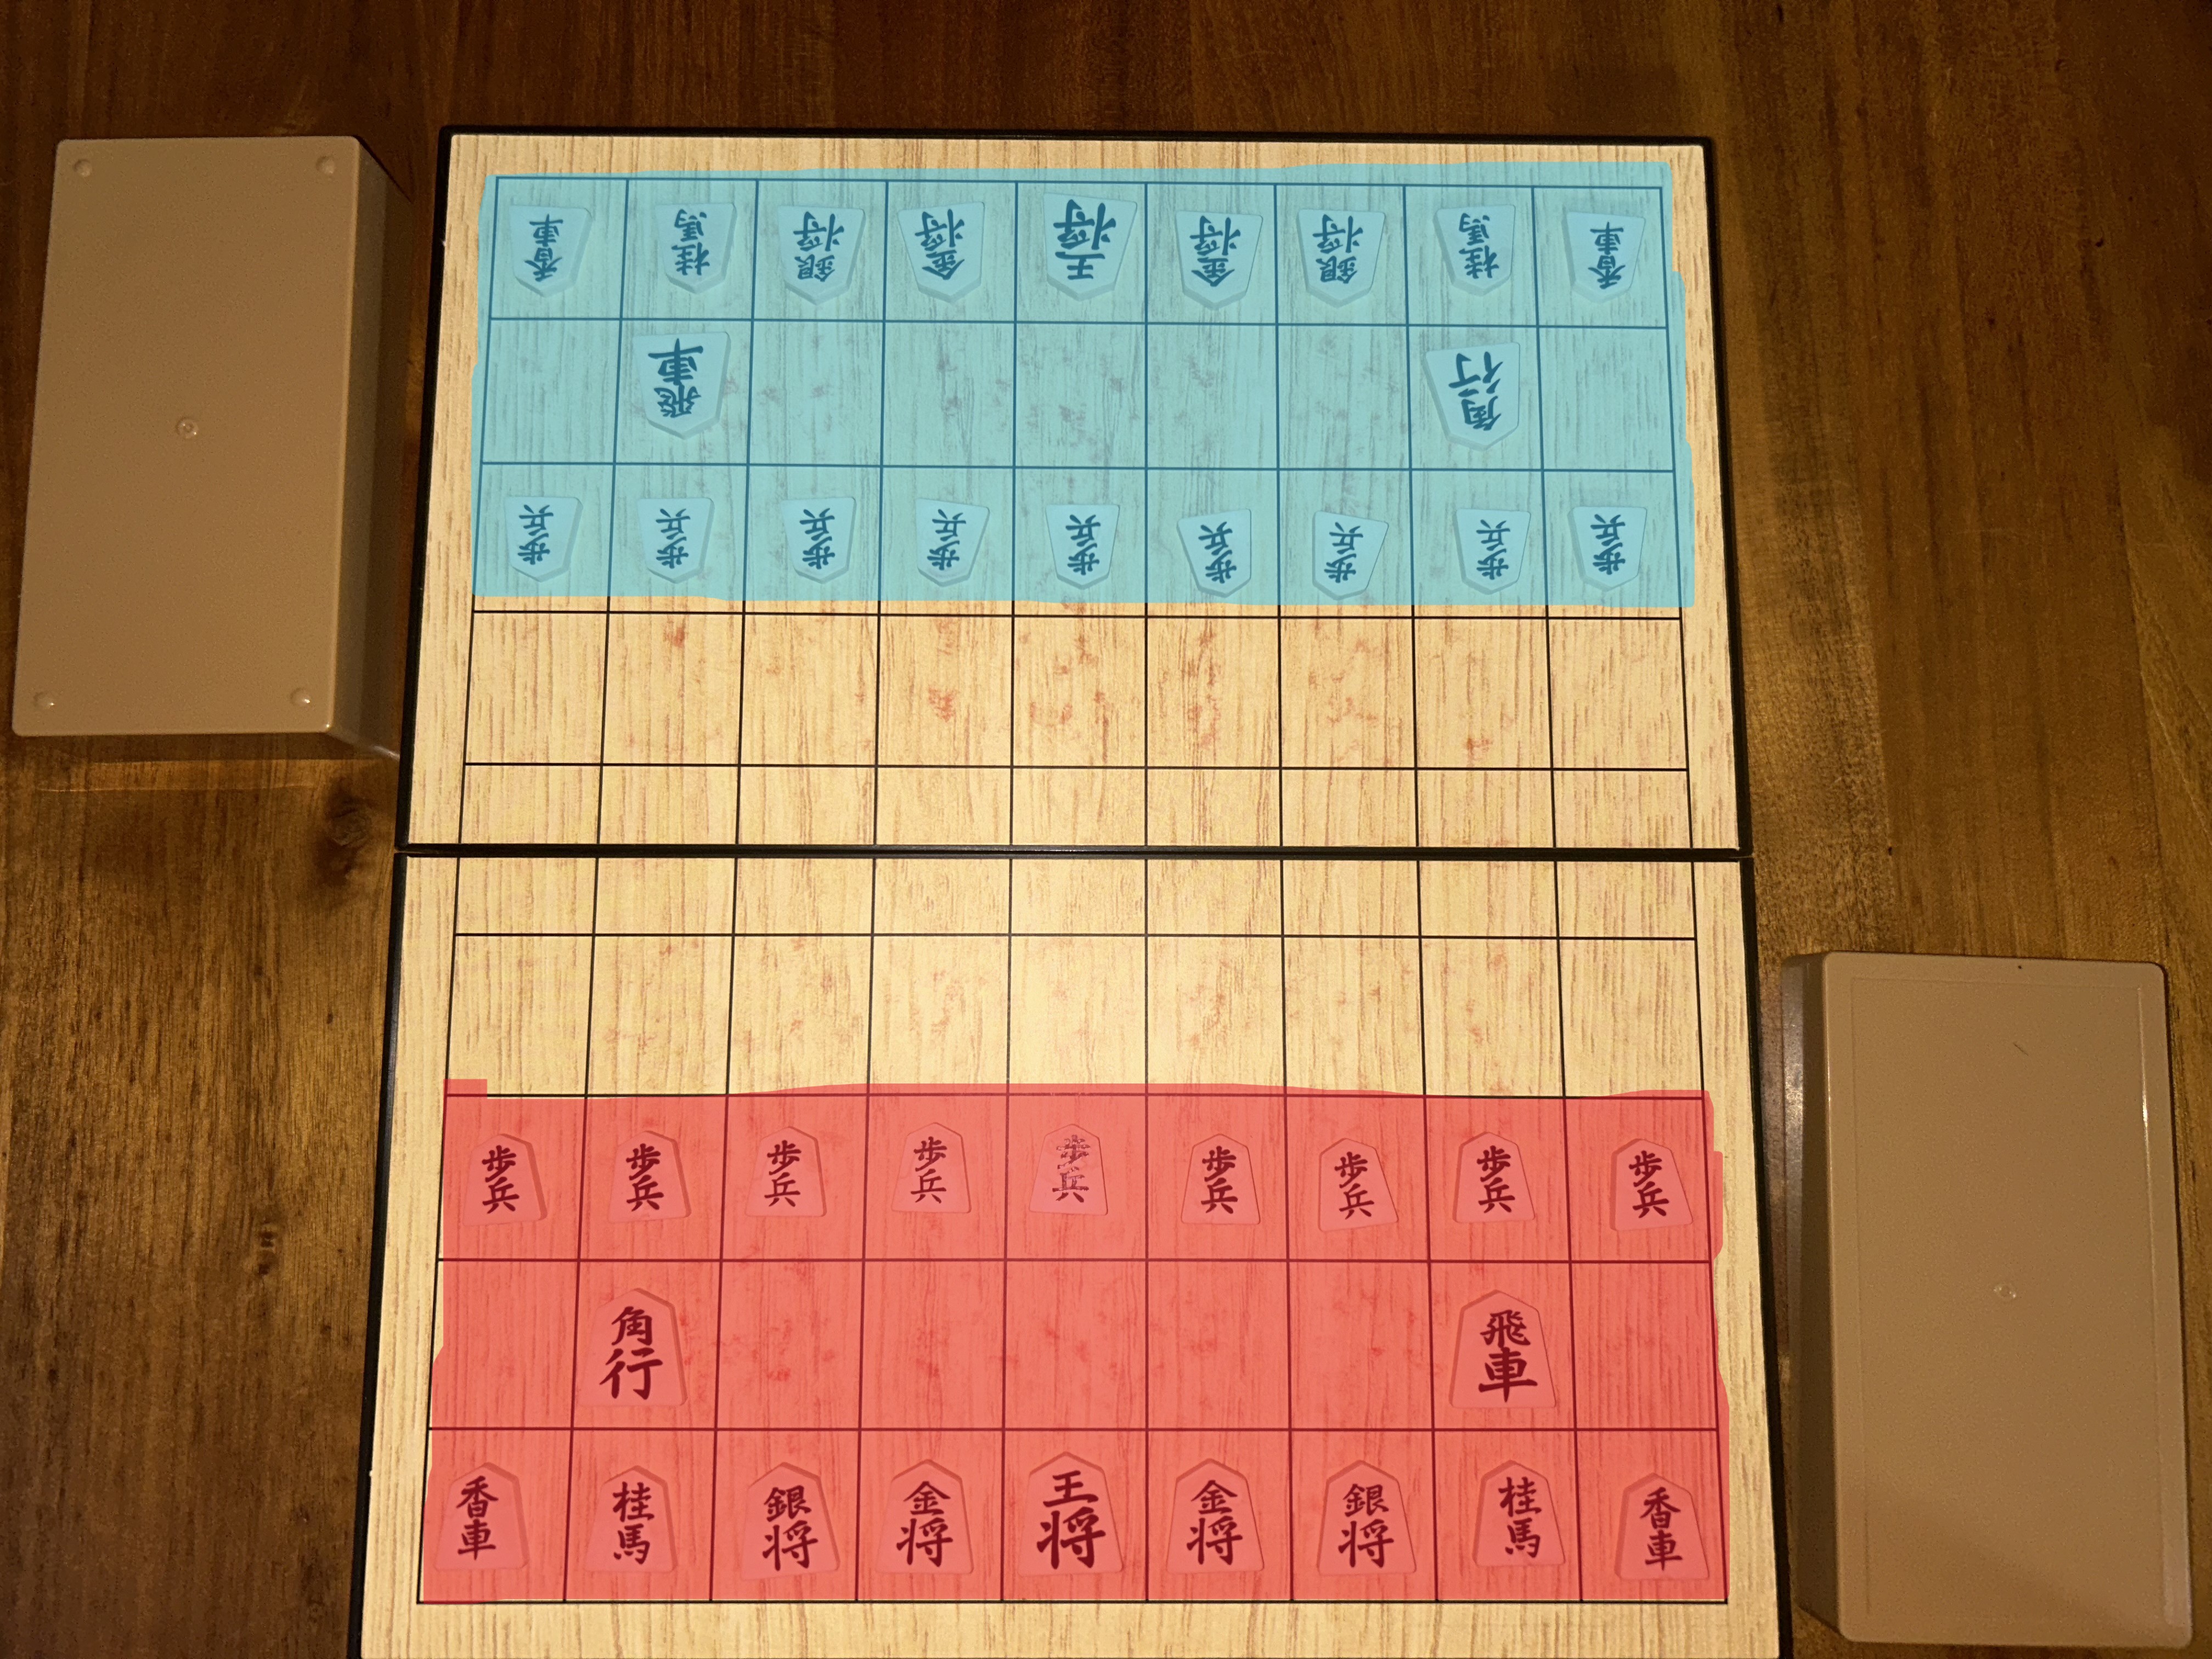 香車 桂馬 銀将 金将 玉将 金将 銀将 桂馬 香車
飛車 角行
歩兵 歩兵 歩兵 歩兵 歩兵 歩兵 歩兵 歩兵 歩兵
歩兵 歩兵 歩兵 歩兵 歩兵 歩兵 歩兵 歩兵 歩兵
角行 飛車
香車 桂馬 銀将 金将 王将 金将 銀将 桂馬 香車